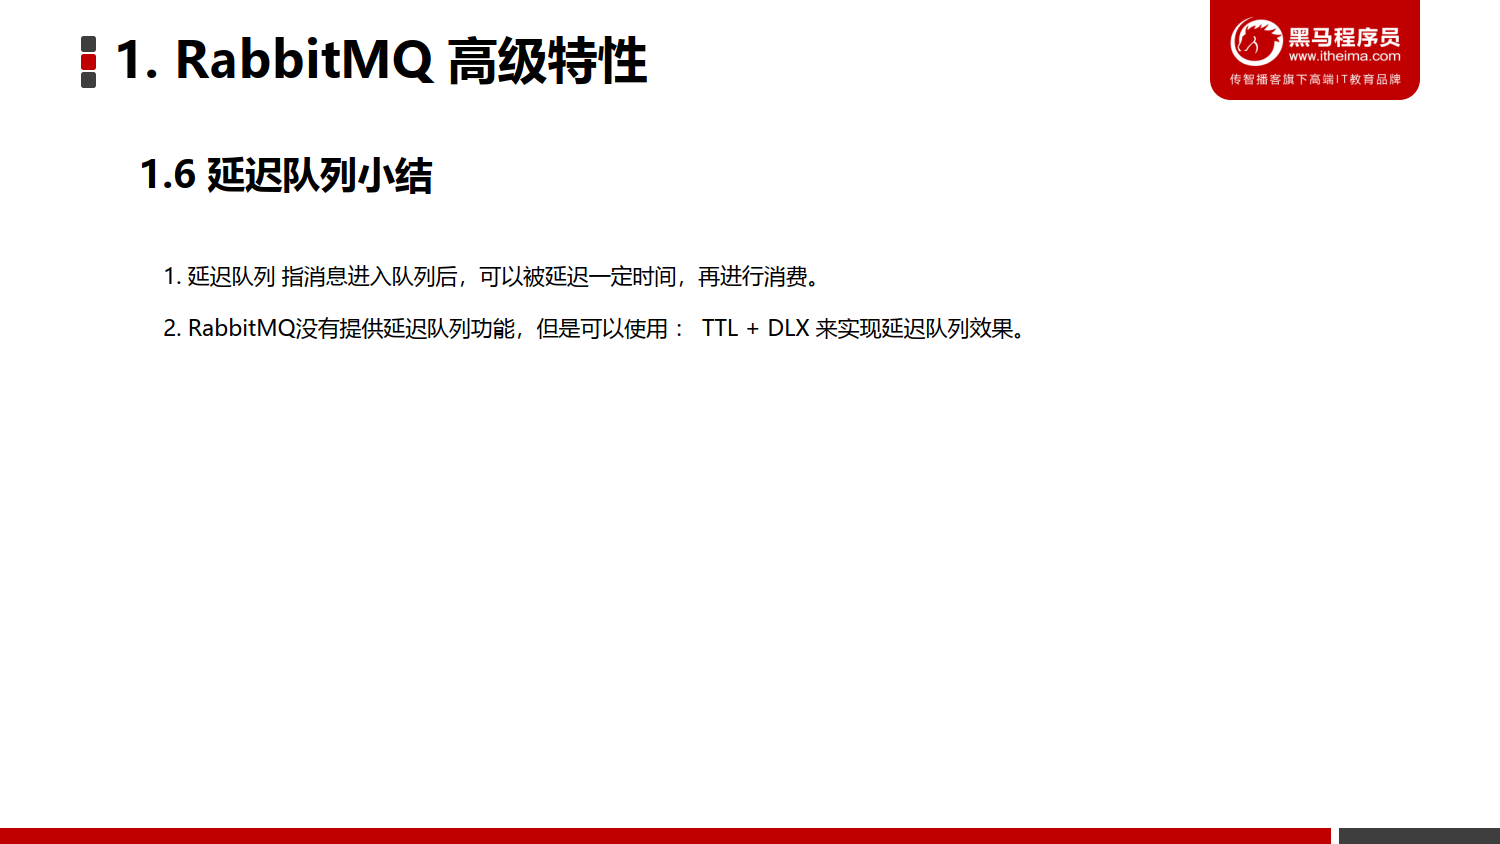 1. RabbitMQ 高级特性
黑马程序员
www.itheima.com
传智播客旗下高端IT教育品牌
1.6 延迟队列小结
1. 延迟队列 指消息进入队列后，可以被延迟一定时间，再进行消费。
2. RabbitMQ没有提供延迟队列功能，但是可以使用 ： TTL + DLX 来实现延迟队列效果。